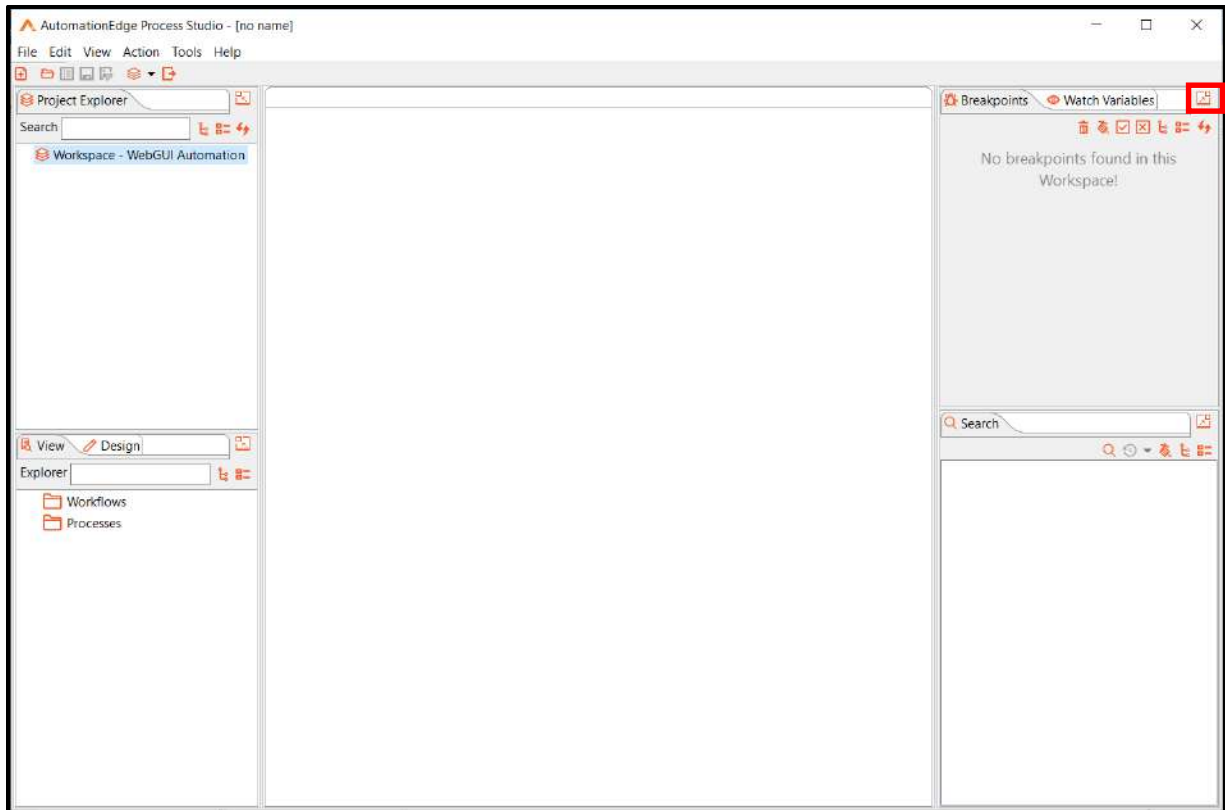 AutomationEdge Process Studio - [no name]
File Edit View Action Tools Help
Project Explorer
Search
Workspace - WebGUI Automation
View Design
Explorer
Workflows
Processes
Breakpoints Watch Variables
No breakpoints found in this
Workspace!
Search